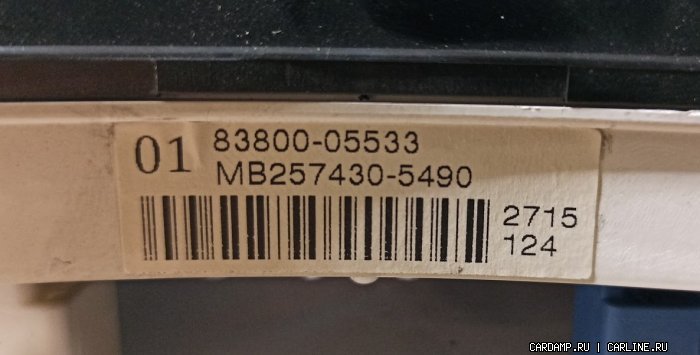 01
83800-05533
MB257430-5490
2715
124
CARDAMP.RU | CARLINE.RU